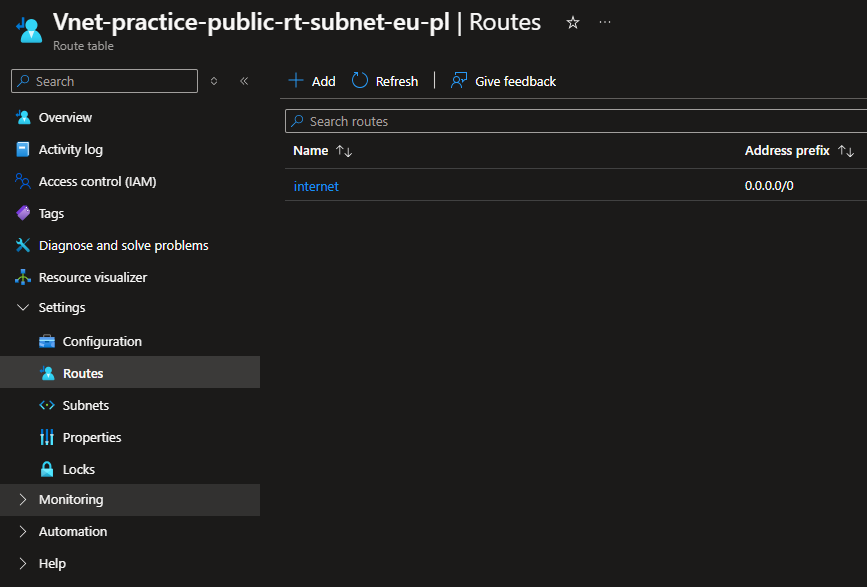 Vnet-practice-public-rt-subnet-eu-pl | Routes
Route table
Search
Add Refresh Give feedback
Search routes
Name Address prefix
internet 0.0.0.0/0
Overview
Activity log
Access control (IAM)
Tags
Diagnose and solve problems
Resource visualizer
Settings
Configuration
Routes
Subnets
Properties
Locks
Monitoring
Automation
Help